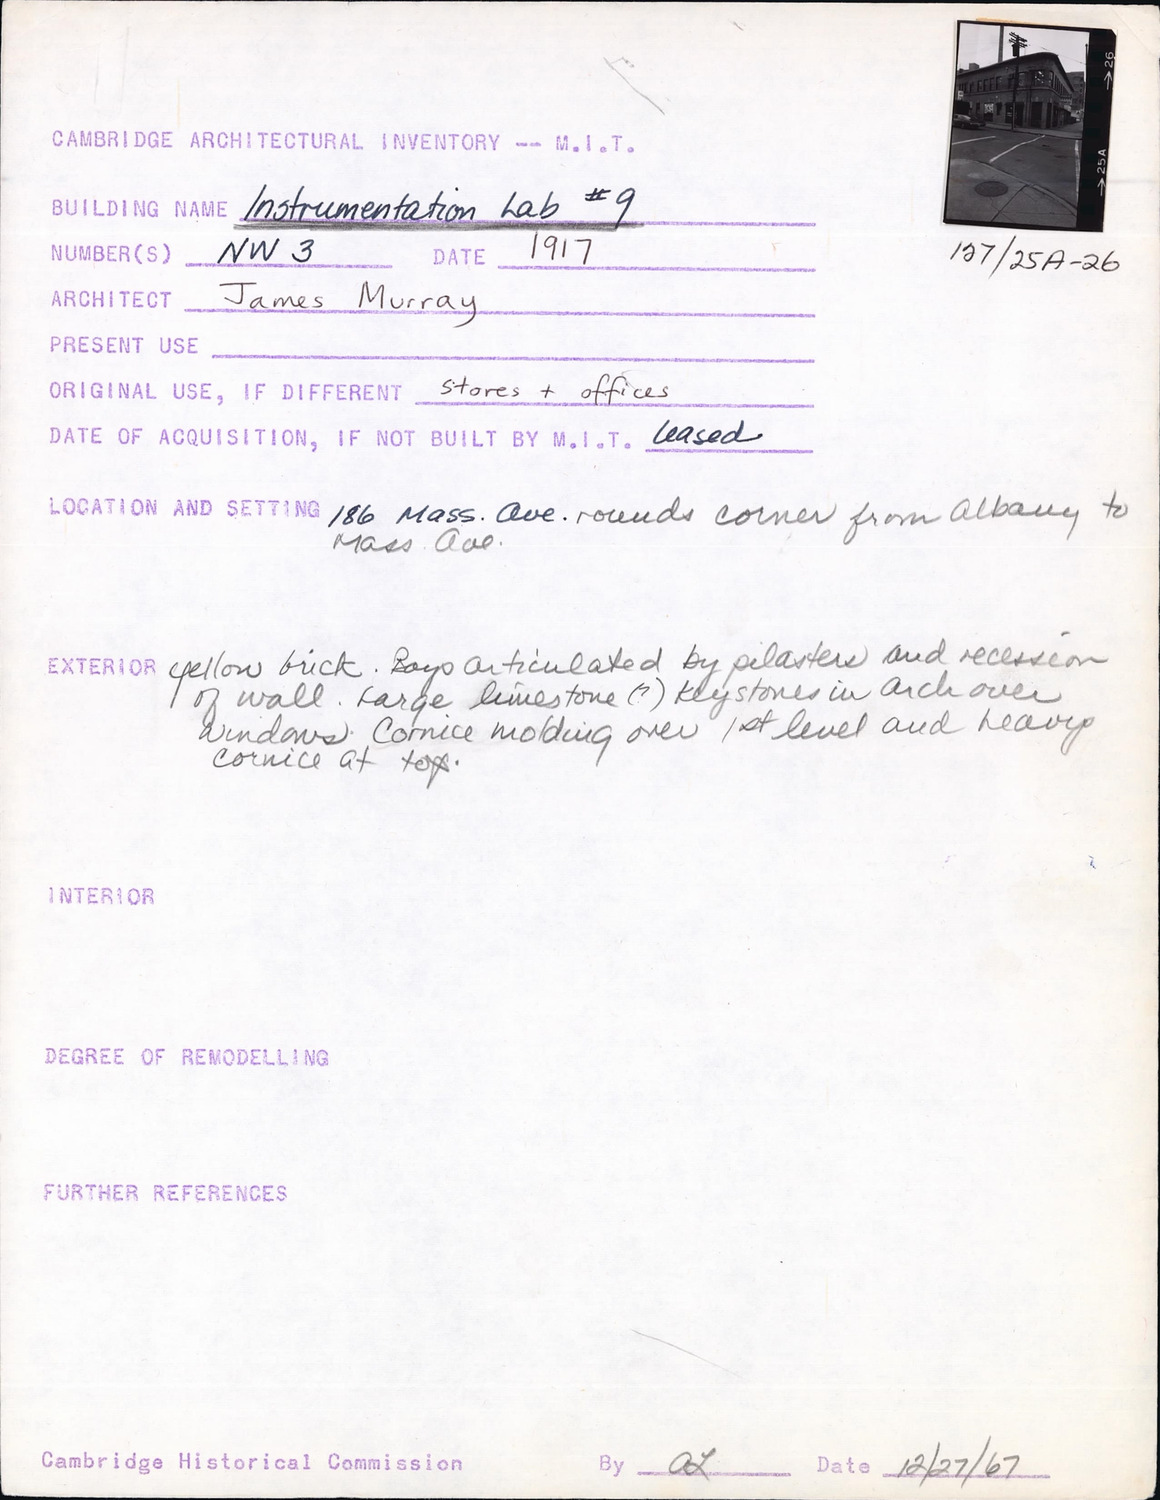 → 26
→ 25A
127/25A-26
CAMBRIDGE ARCHITECTURAL INVENTORY -- M.I.T.
BUILDING NAME Instrumentation Lab #9
NUMBER(S) NW 3 DATE 1917
ARCHITECT James Murray
PRESENT USE
ORIGINAL USE, IF DIFFERENT stores + offices
DATE OF ACQUISITION, IF NOT BUILT BY M.I.T. leased
LOCATION AND SETTING 186 Mass. Ave. rounds corner from Albany to
Mass. Ave.
EXTERIOR yellow brick. Bays articulated by pilasters and recession
of wall. Large limestone (?) keystones in arch over
windows. Cornice molding over 1st level and heavy
cornice at top.
INTERIOR
DEGREE OF REMODELLING
FURTHER REFERENCES
Cambridge Historical Commission By AL Date 12/27/67